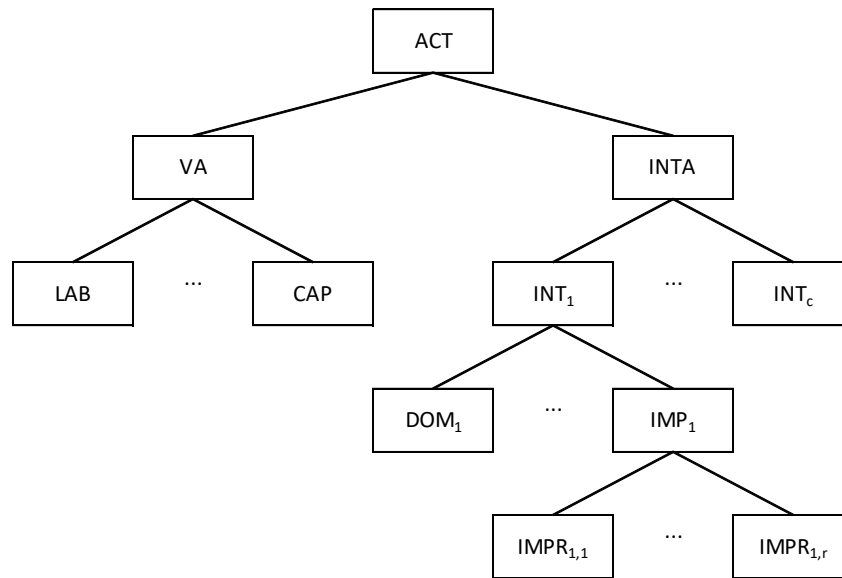 ACT
VA INTA
LAB ... CAP INT₁ ... INTc
DOM₁ ... IMP₁
IMPR₁,₁ ... IMPR₁,r